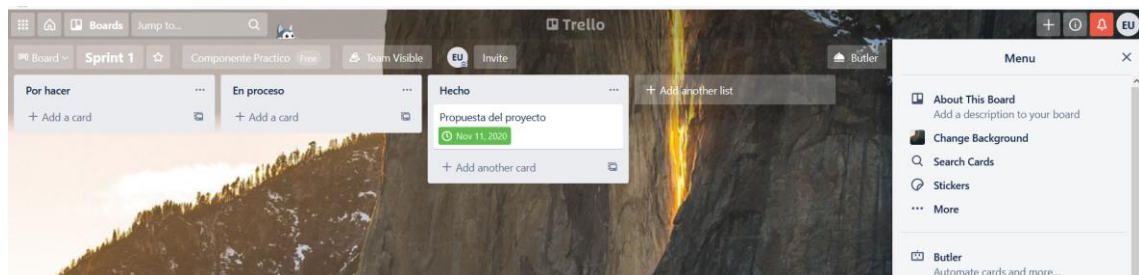 Boards Jump to... Trello EU
Board Sprint 1 Componente Practico Free Team Visible EU Invite Butler
Por hacer
+ Add a card
En proceso
+ Add a card
Hecho
Propuesta del proyecto
Nov 11, 2020
+ Add another card
+ Add another list
Menu
About This Board
Add a description to your board
Change Background
Search Cards
Stickers
More
Butler
Automate cards and more...